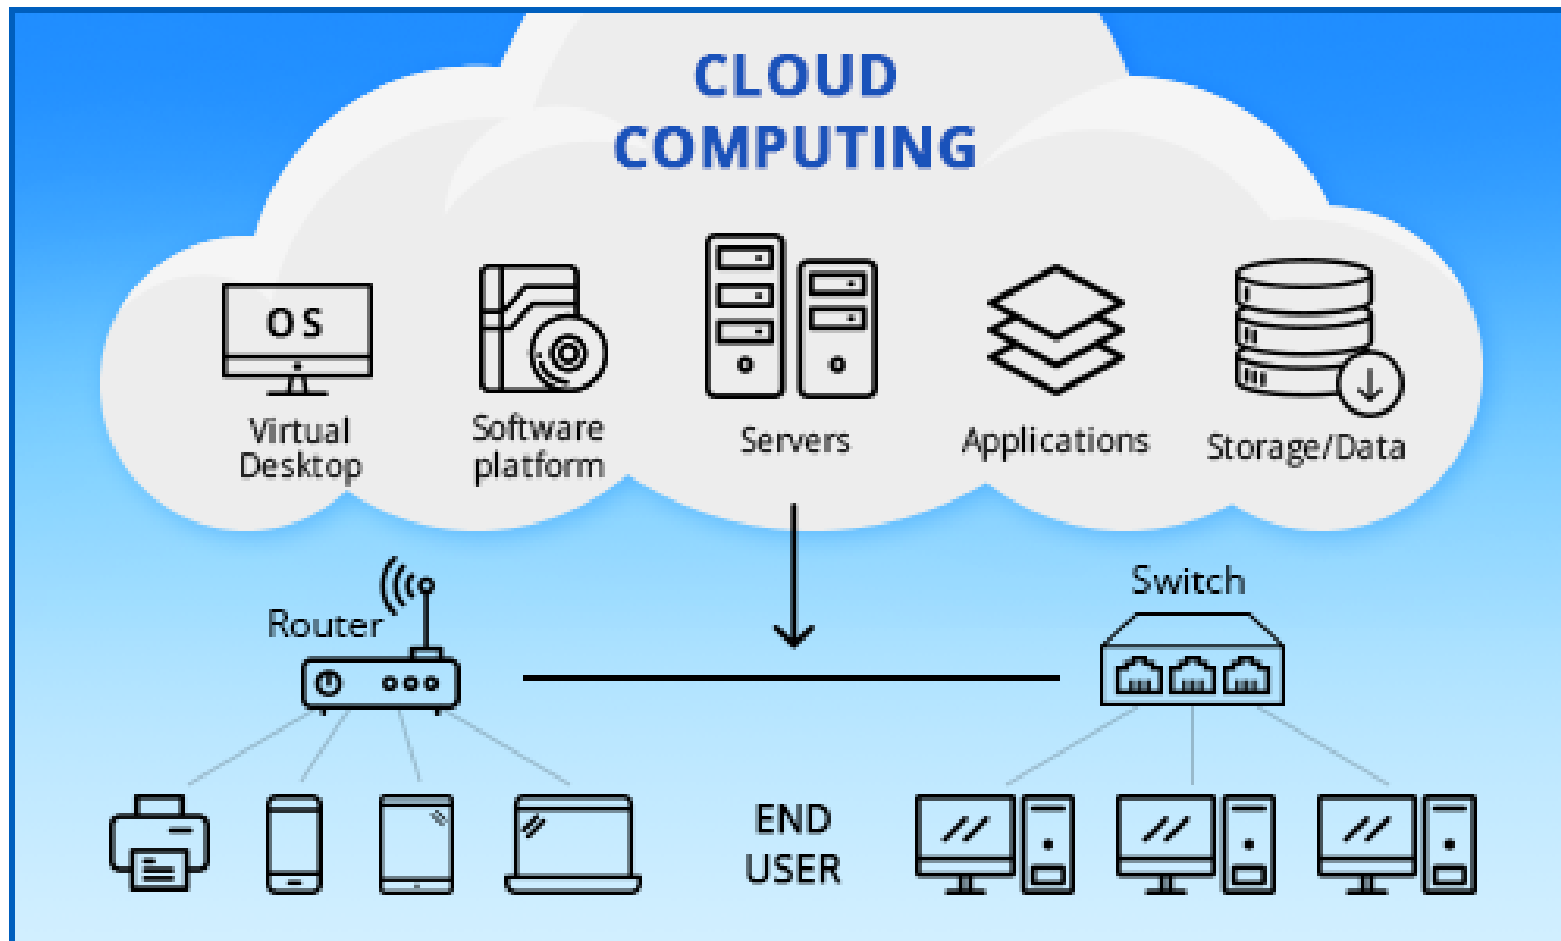 CLOUD
COMPUTING
OS
Virtual
Desktop
Software
platform
Servers
Applications
Storage/Data
Router
Switch
END
USER